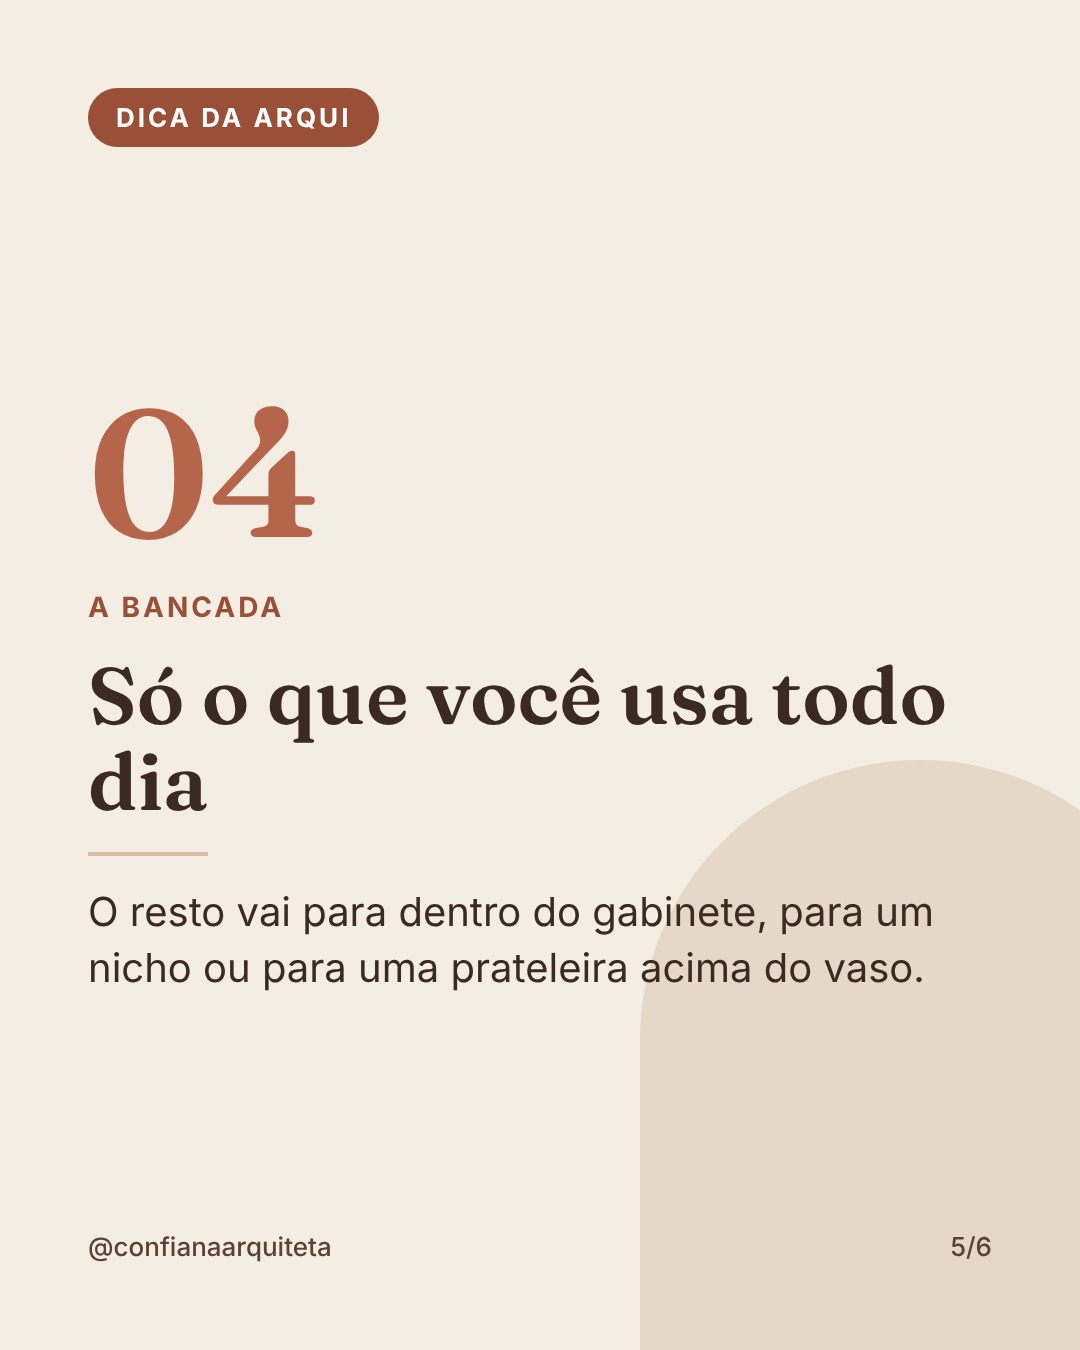 DICA DA ARQUI
04
A BANCADA
Só o que você usa todo
dia
O resto vai para dentro do gabinete, para um
nicho ou para uma prateleira acima do vaso.
@confianaarquiteta
5/6